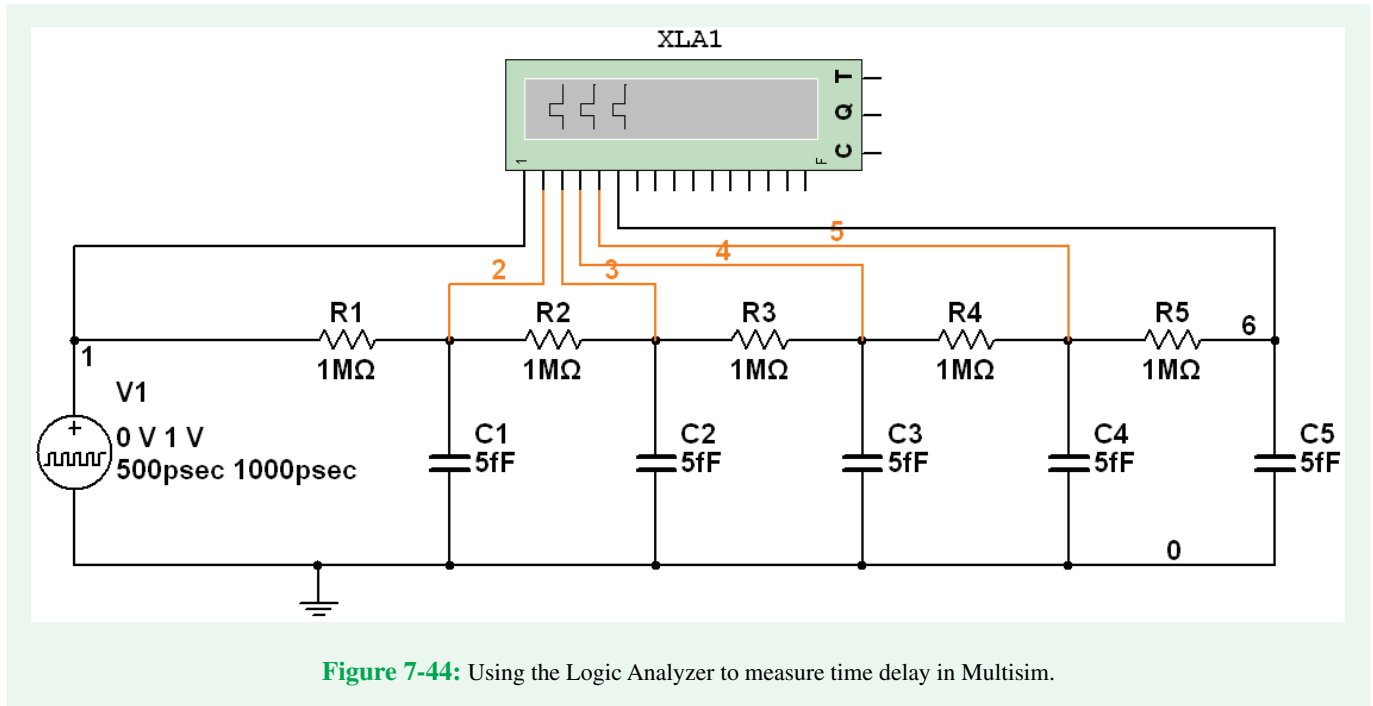 XLA1
T
Q
C
1
F
5
4
2
3
R1
R2
R3
R4
R5
6
1
1MΩ
1MΩ
1MΩ
1MΩ
1MΩ
V1
0 V 1 V
500psec 1000psec
C1
5fF
C2
5fF
C3
5fF
C4
5fF
C5
5fF
0
Figure 7-44: Using the Logic Analyzer to measure time delay in Multisim.